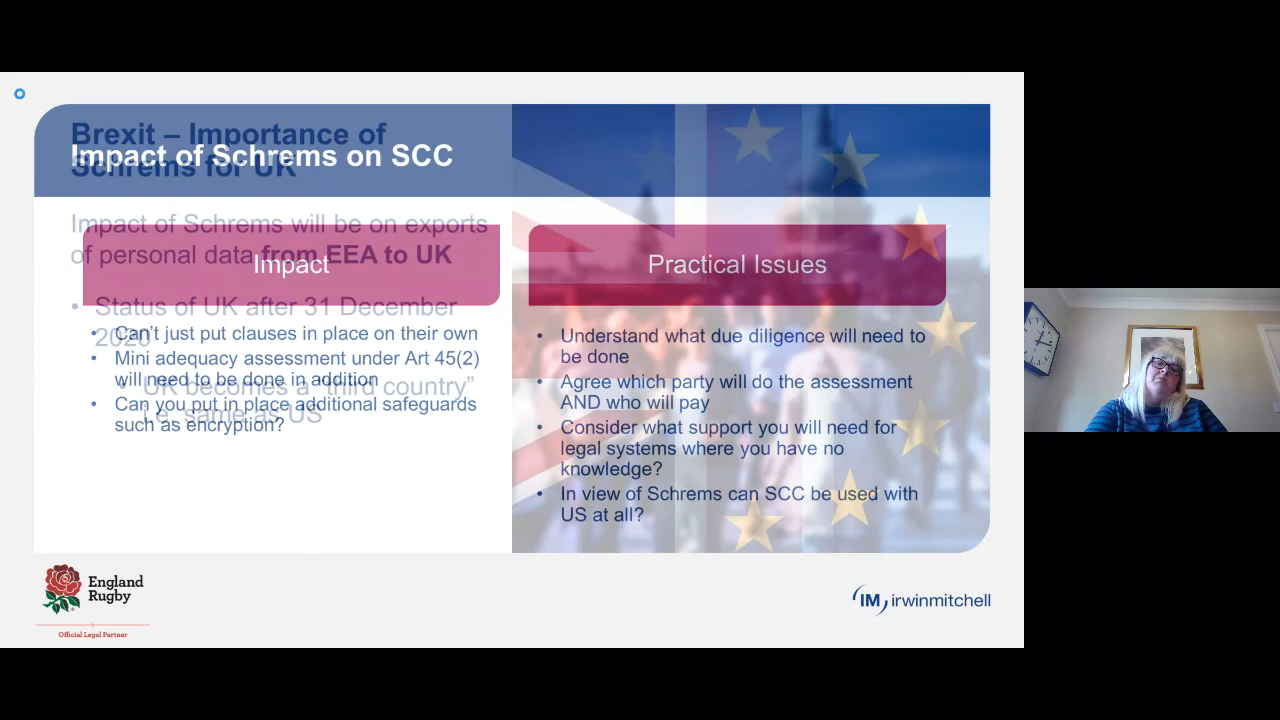 Brexit – Importance of
Schrems for UK
Impact of Schrems on SCC
Impact of Schrems will be on exports
of personal data from EEA to UK
• Status of UK after 31 December
2020
UK becomes a “third country”
i.e. same as US
Impact
• Can’t just put clauses in place on their own
• Mini adequacy assessment under Art 45(2)
will need to be done in addition
• Can you put in place additional safeguards
such as encryption?
Practical Issues
• Understand what due diligence will need to
be done
• Agree which party will do the assessment
AND who will pay
• Consider what support you will need for
legal systems where you have no
knowledge?
• In view of Schrems can SCC be used with
US at all?
England
Rugby
Official Legal Partner
IM irwinmitchell